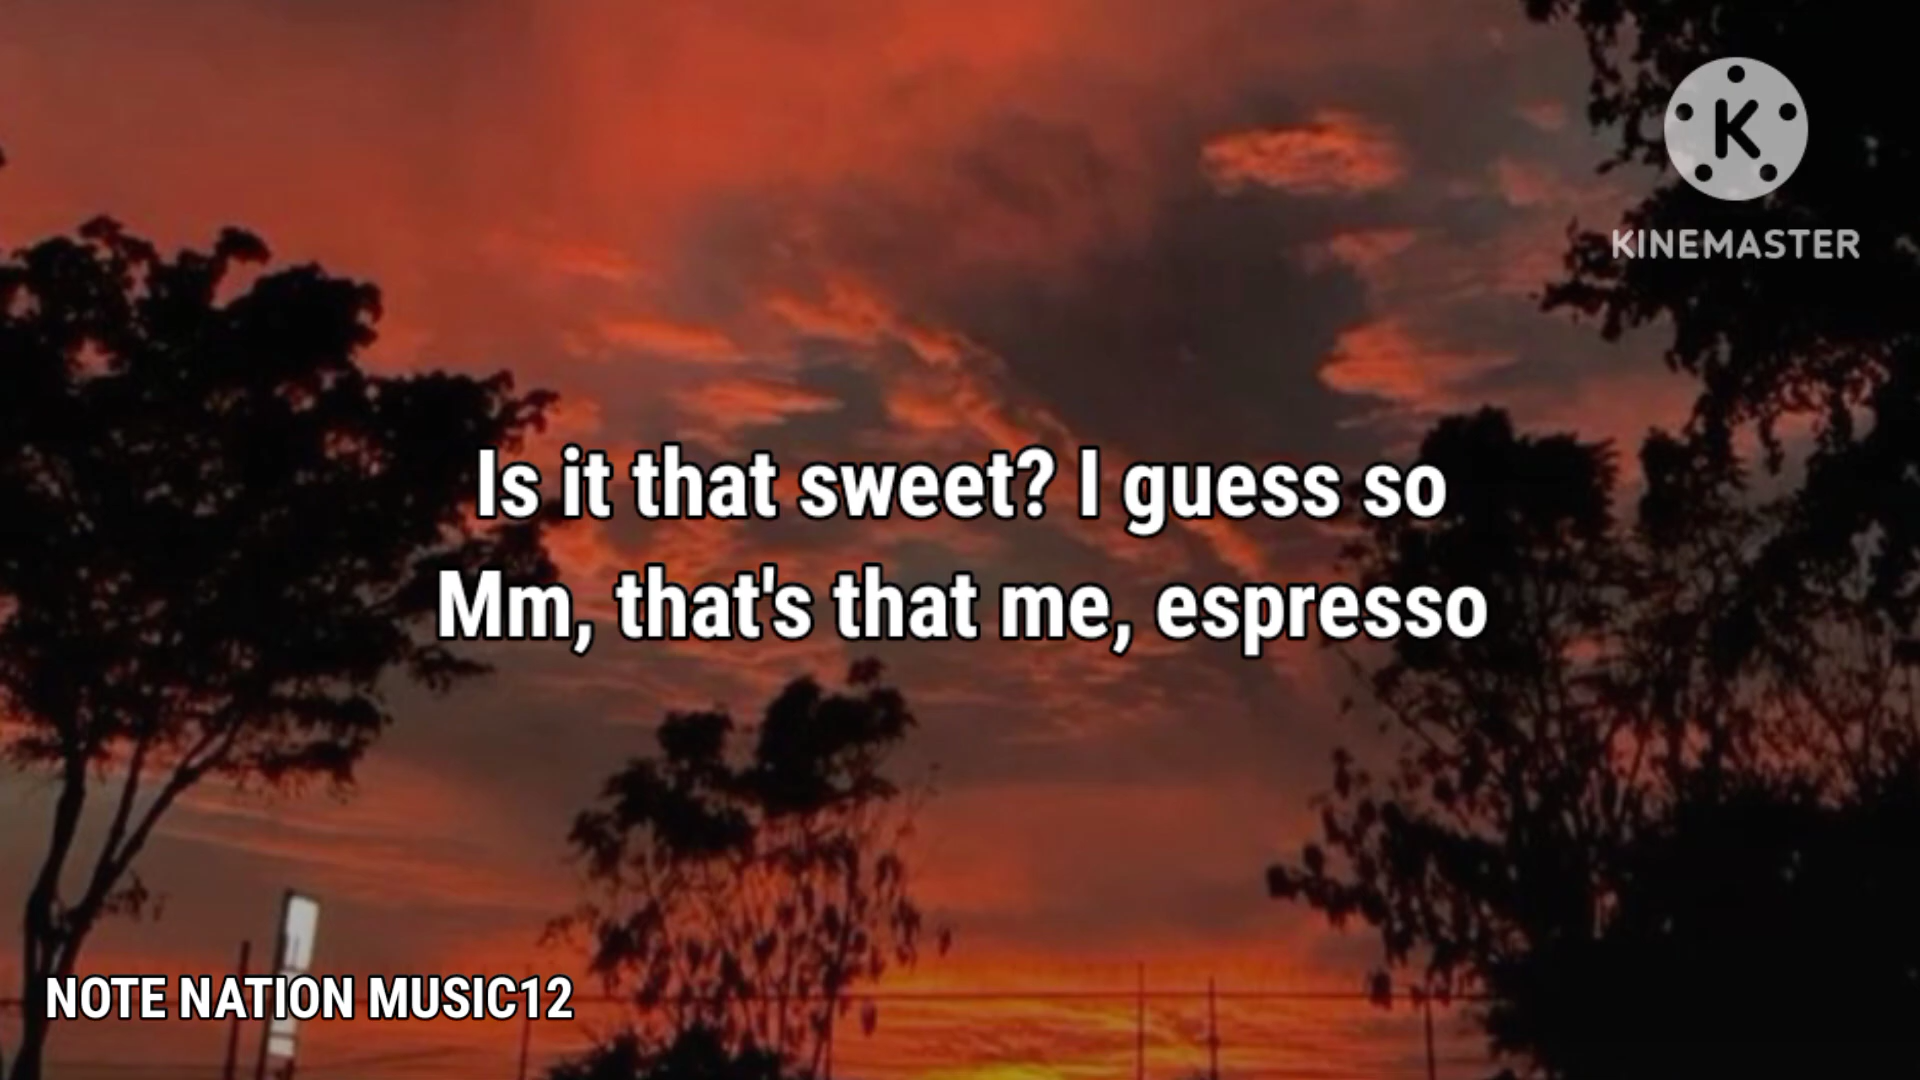 K
KINEMASTER
Is it that sweet? I guess so
Mm, that's that me, espresso
NOTE NATION MUSIC12